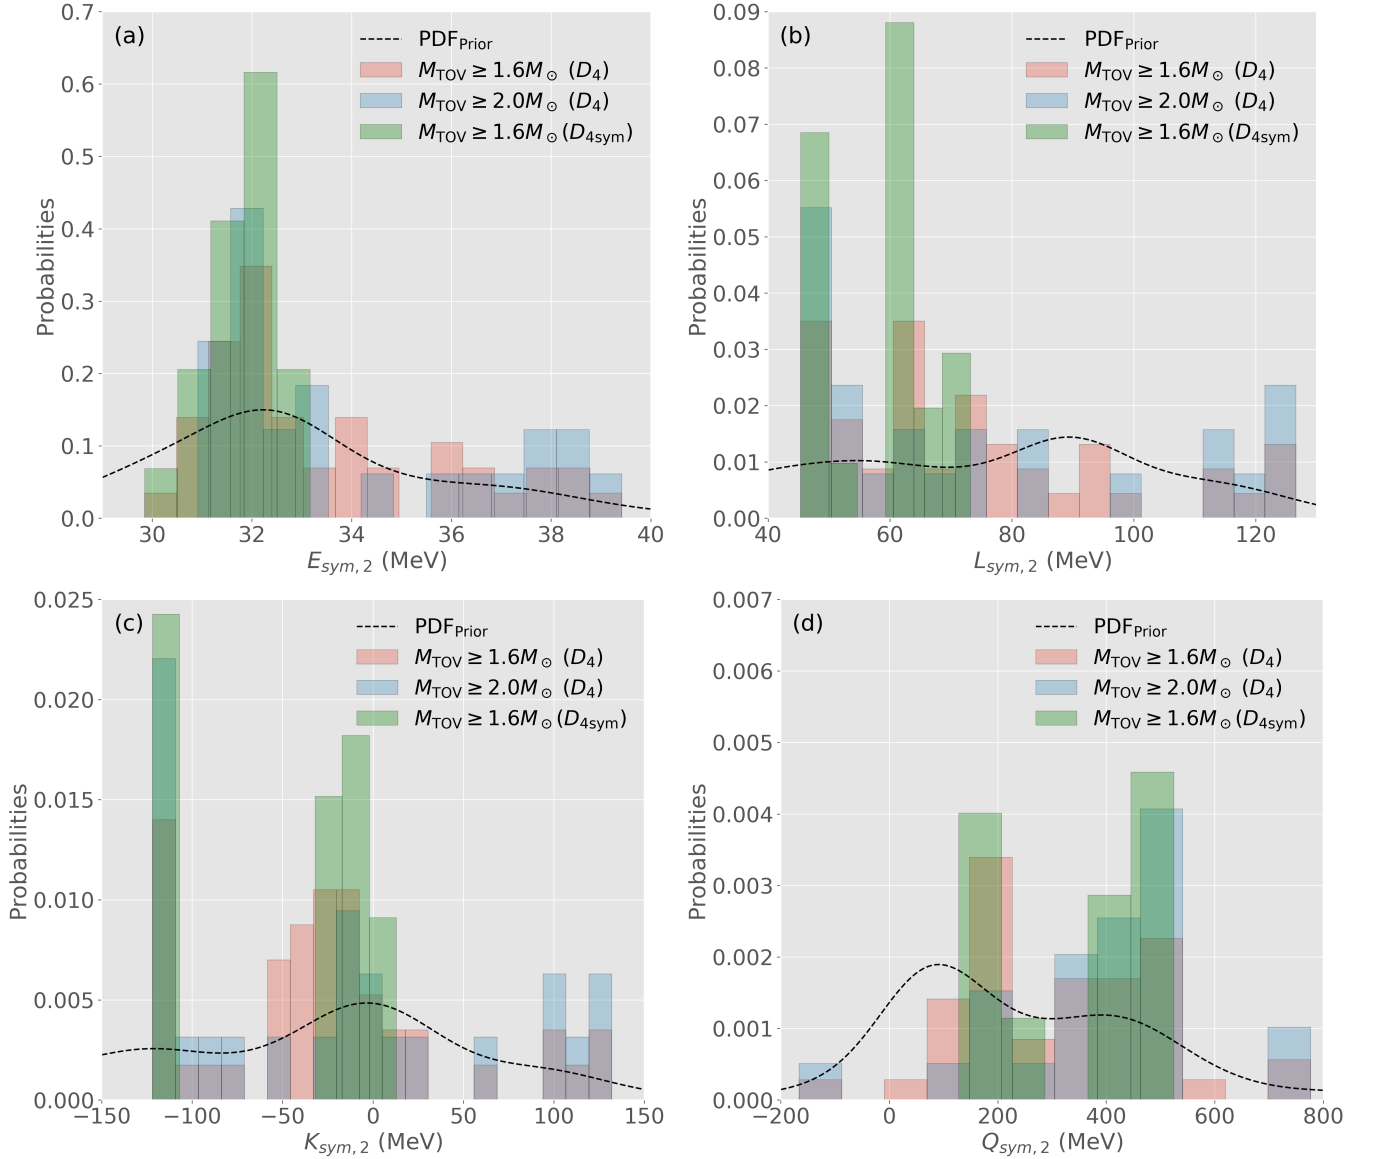 (a)
PDF_Prior
M_TOV ≥ 1.6M_⊙ (D_4)
M_TOV ≥ 2.0M_⊙ (D_4)
M_TOV ≥ 1.6M_⊙(D_4sym)
Probabilities
0.7
0.6
0.5
0.4
0.3
0.2
0.1
0.0
30 32 34 36 38 40
E_sym, 2 (MeV)
(b)
PDF_Prior
M_TOV ≥ 1.6M_⊙ (D_4)
M_TOV ≥ 2.0M_⊙ (D_4)
M_TOV ≥ 1.6M_⊙(D_4sym)
Probabilities
0.09
0.08
0.07
0.06
0.05
0.04
0.03
0.02
0.01
0.00
40 60 80 100 120
L_sym, 2 (MeV)
(c)
PDF_Prior
M_TOV ≥ 1.6M_⊙ (D_4)
M_TOV ≥ 2.0M_⊙ (D_4)
M_TOV ≥ 1.6M_⊙(D_4sym)
Probabilities
0.025
0.020
0.015
0.010
0.005
0.000
−150 −100 −50 0 50 100 150
K_sym, 2 (MeV)
(d)
PDF_Prior
M_TOV ≥ 1.6M_⊙ (D_4)
M_TOV ≥ 2.0M_⊙ (D_4)
M_TOV ≥ 1.6M_⊙(D_4sym)
Probabilities
0.007
0.006
0.005
0.004
0.003
0.002
0.001
0.000
−200 0 200 400 600 800
Q_sym, 2 (MeV)